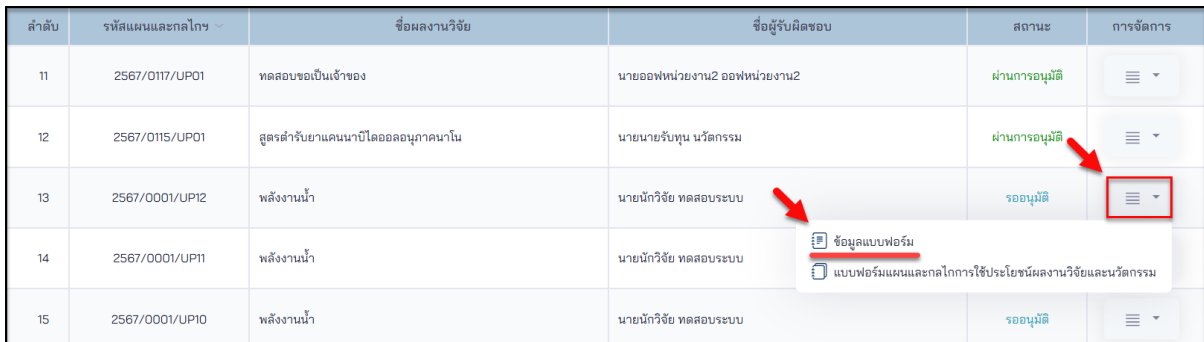 ลำดับ รหัสแผนและกลไกฯ ชื่อผลงานวิจัย ชื่อผู้รับผิดชอบ สถานะ การจัดการ
11 2567/0117/UP01 ทดสอบขอเป็นเจ้าของ นายออฟหน่วยงาน2 ออฟหน่วยงาน2 ผ่านการอนุมัติ
12 2567/0115/UP01 สูตรตำรับยาแคนนาบิไดออลอนุภาคนาโน นายนายรับทุน นวัตกรรม ผ่านการอนุมัติ
13 2567/0001/UP12 พลังงานน้ำ นายนักวิจัย ทดสอบระบบ รออนุมัติ
ข้อมูลแบบฟอร์ม
14 2567/0001/UP11 พลังงานน้ำ นายนักวิจัย ทดสอบระบบ
แบบฟอร์มแผนและกลไกการใช้ประโยชน์ผลงานวิจัยและนวัตกรรม
15 2567/0001/UP10 พลังงานน้ำ นายนักวิจัย ทดสอบระบบ รออนุมัติ